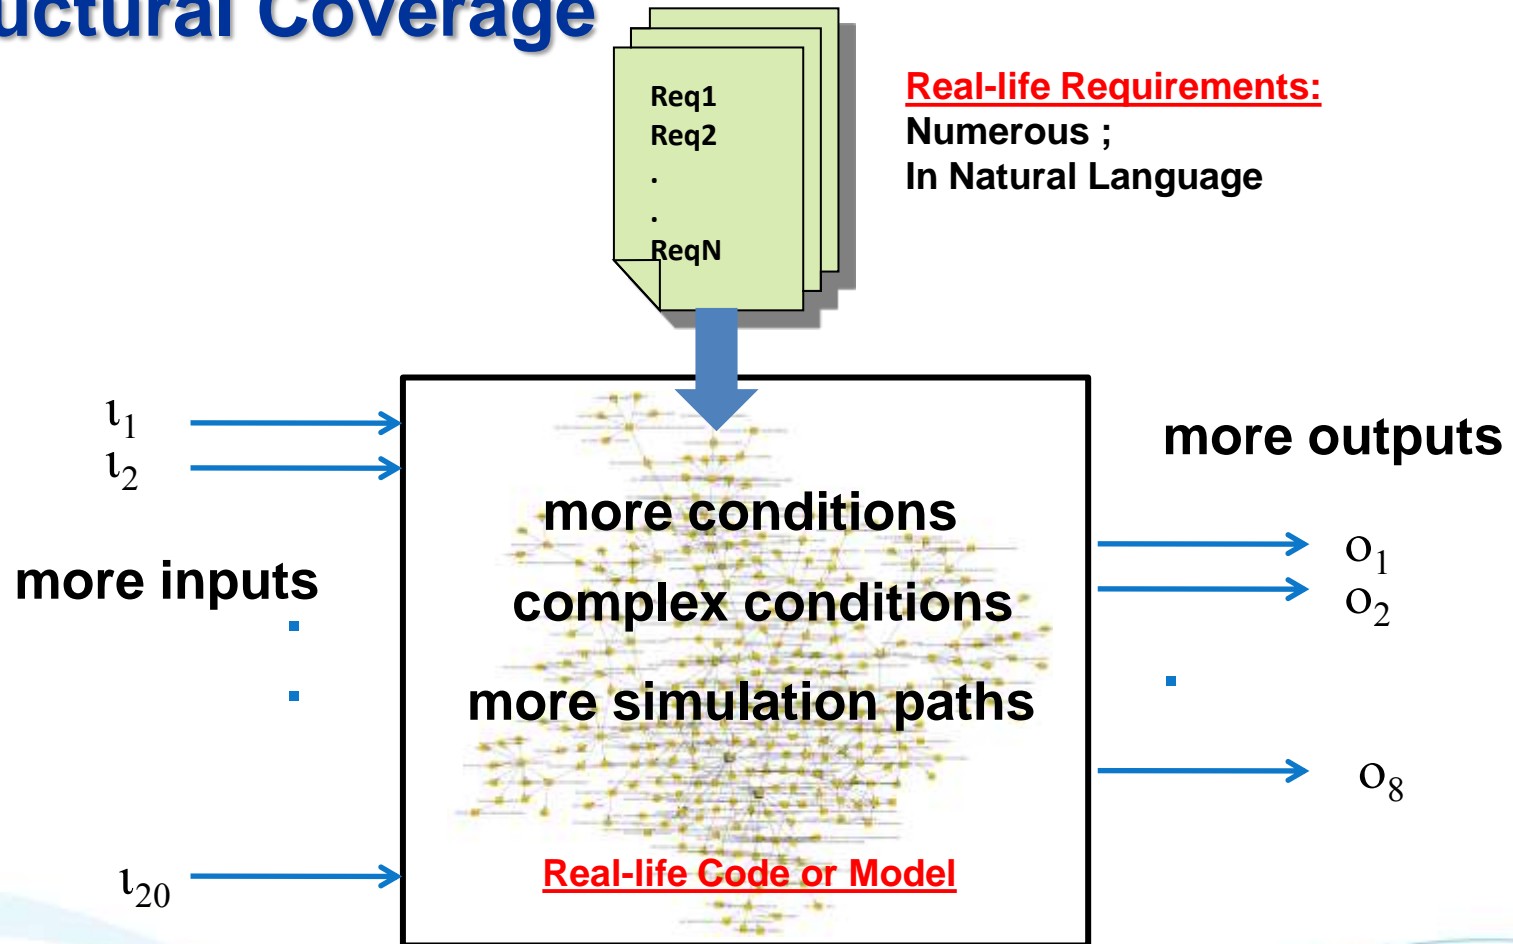 uctural Coverage
Req1
Req2
.
.
ReqN
Real-life Requirements:
Numerous ;
In Natural Language
ι1
ι2
more inputs
ι20
more conditions
complex conditions
more simulation paths
Real-life Code or Model
more outputs
o1
o2
o8